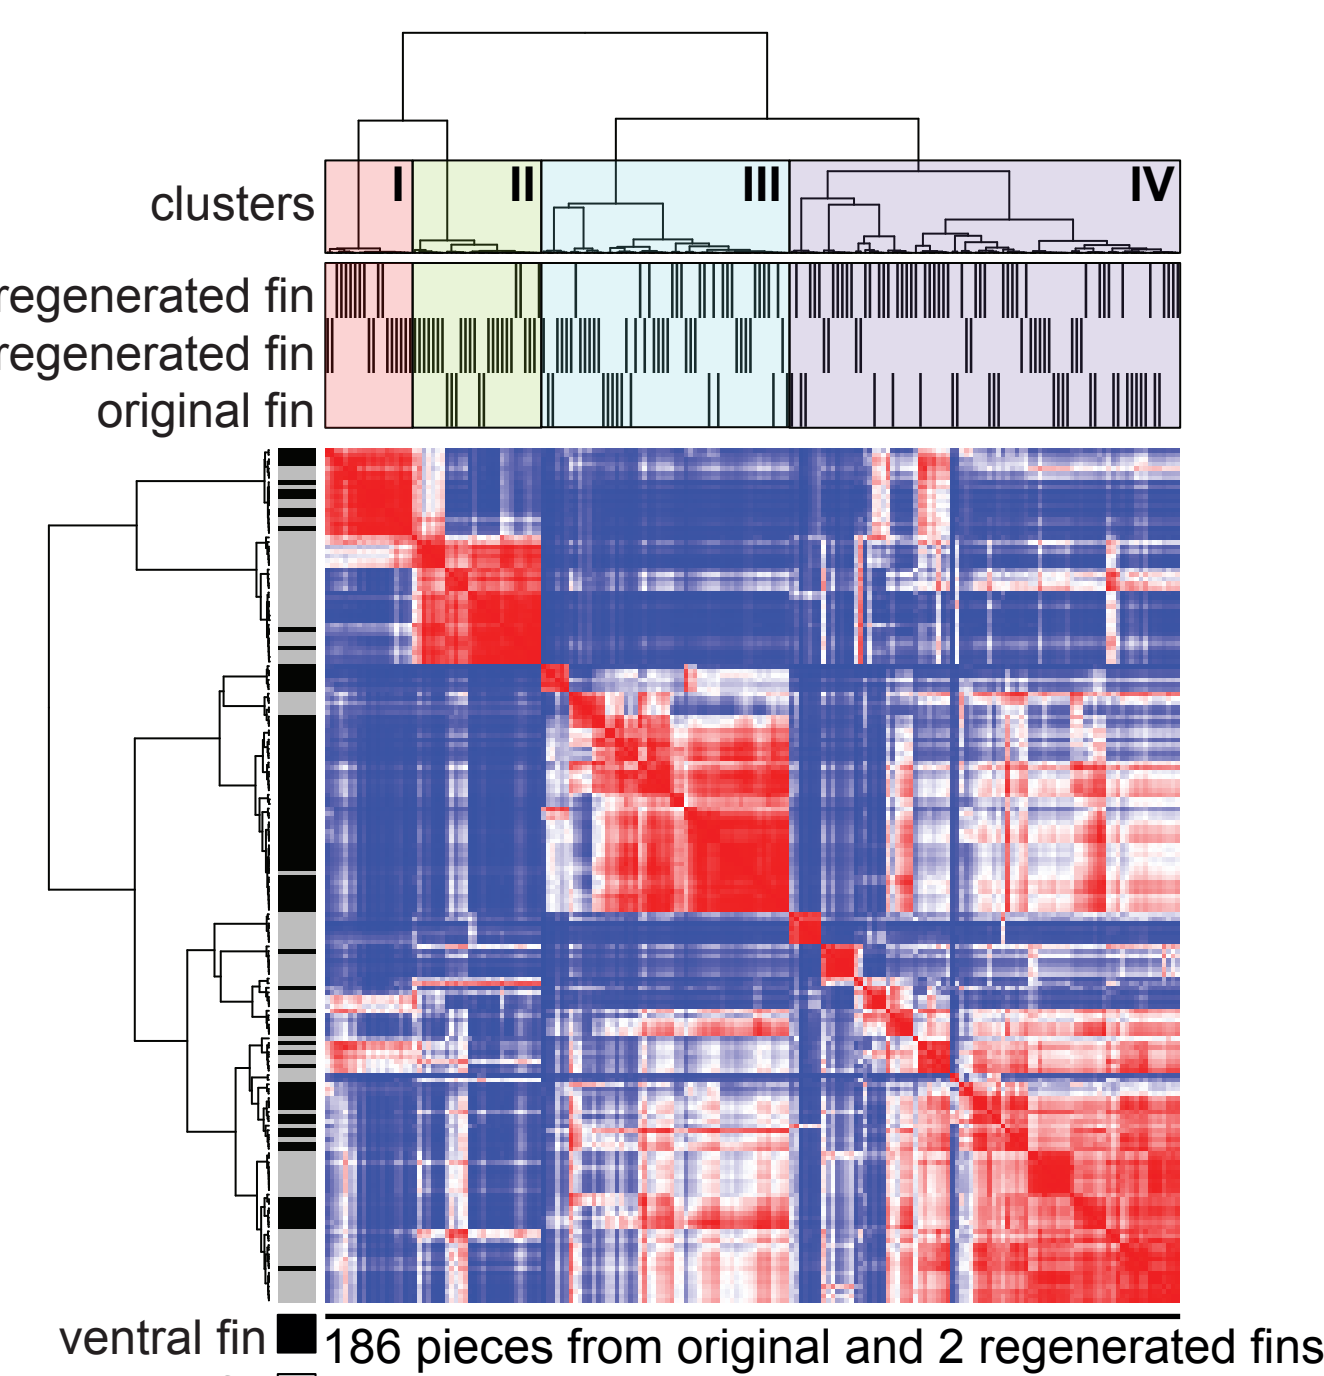 I II III IV
clusters
regenerated fin
regenerated fin
original fin
ventral fin
186 pieces from original and 2 regenerated fins